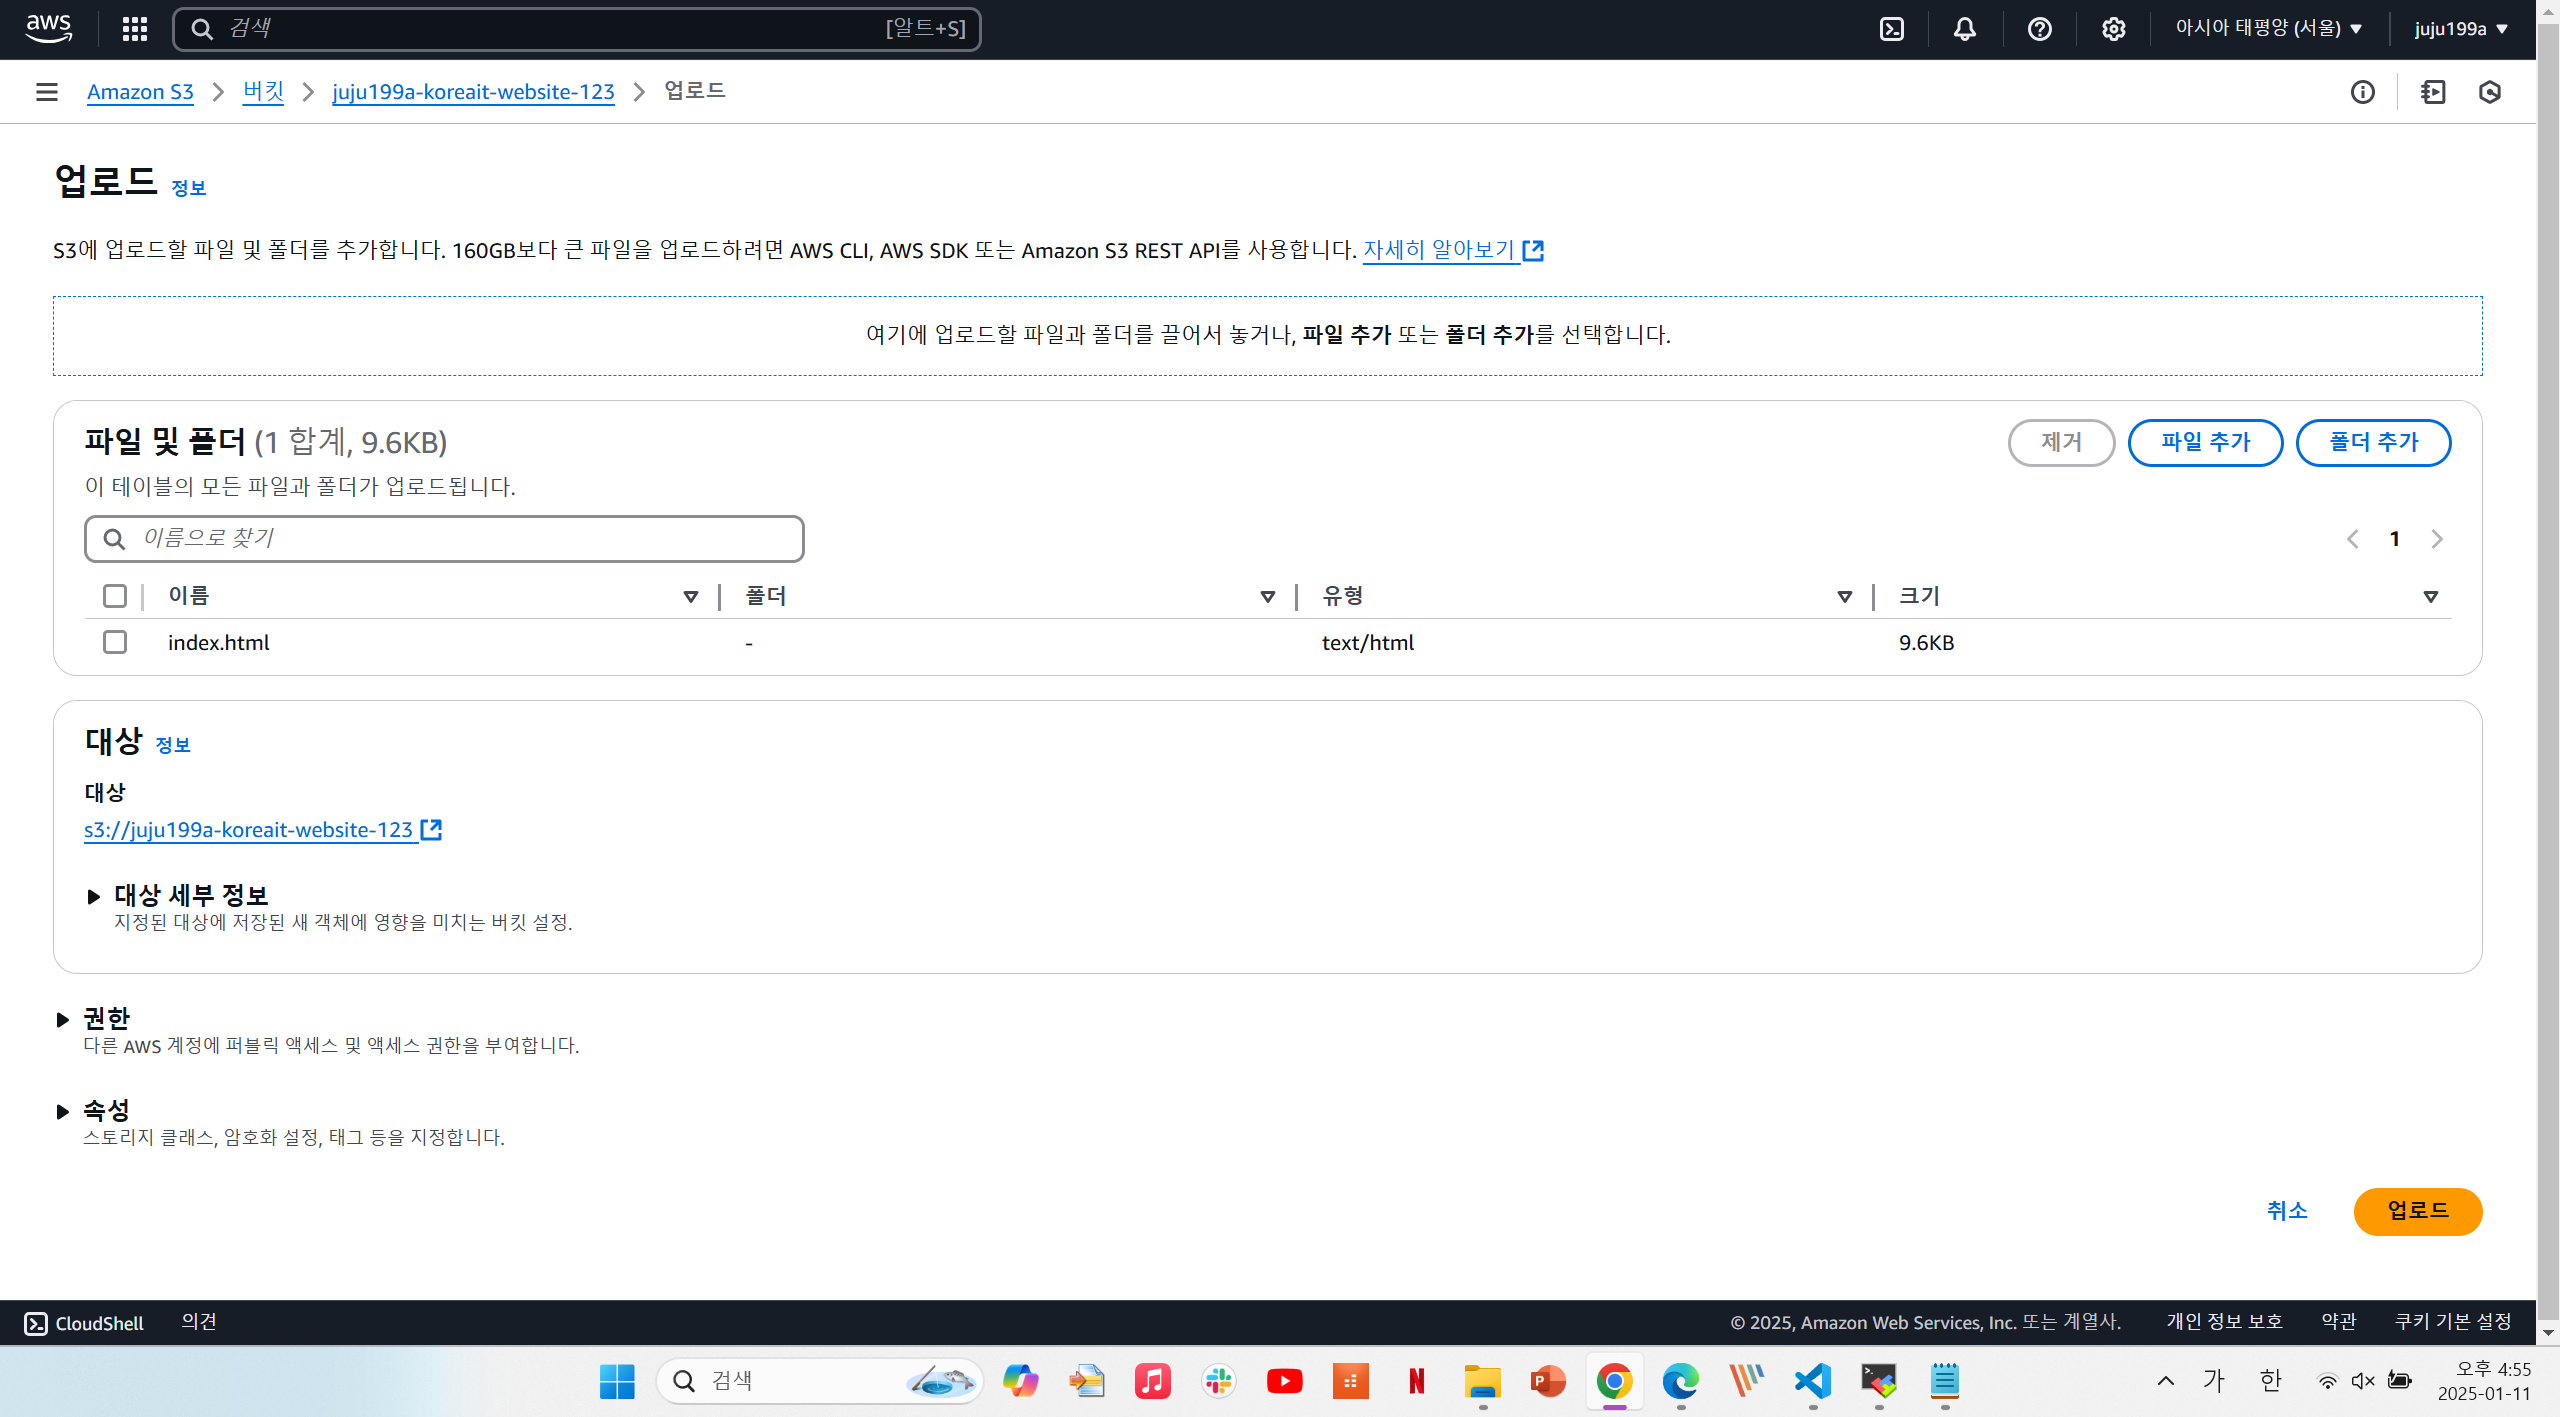 aws
검색
[알트+S]
아시아 태평양 (서울)
juju199a
Amazon S3
버킷
juju199a-koreait-website-123
업로드
업로드 정보
S3에 업로드할 파일 및 폴더를 추가합니다. 160GB보다 큰 파일을 업로드하려면 AWS CLI, AWS SDK 또는 Amazon S3 REST API를 사용합니다. 자세히 알아보기
여기에 업로드할 파일과 폴더를 끌어서 놓거나, 파일 추가 또는 폴더 추가를 선택합니다.
파일 및 폴더 (1 합계, 9.6KB)
제거
파일 추가
폴더 추가
이 테이블의 모든 파일과 폴더가 업로드됩니다.
이름으로 찾기
1
이름 폴더 유형 크기
index.html - text/html 9.6KB
대상 정보
대상
s3://juju199a-koreait-website-123
대상 세부 정보
지정된 대상에 저장된 새 객체에 영향을 미치는 버킷 설정.
권한
다른 AWS 계정에 퍼블릭 액세스 및 액세스 권한을 부여합니다.
속성
스토리지 클래스, 암호화 설정, 태그 등을 지정합니다.
취소
업로드
CloudShell
의견
© 2025, Amazon Web Services, Inc. 또는 계열사.
개인 정보 보호
약관
쿠키 기본 설정
검색
N
P
가
한
오후 4:55
2025-01-11